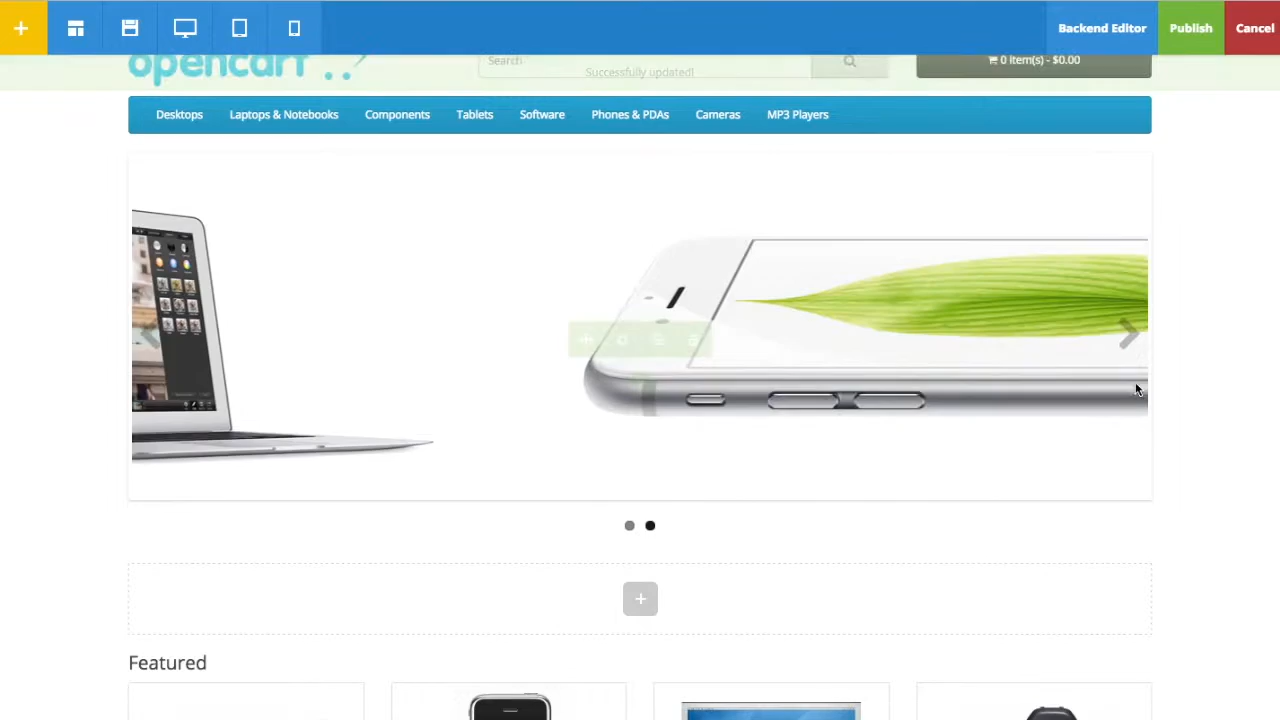 Backend Editor Publish Cancel
opencart
Search
Successfully updated!
0 item(s) - $0.00
Desktops Laptops & Notebooks Components Tablets Software Phones & PDAs Cameras MP3 Players
Featured